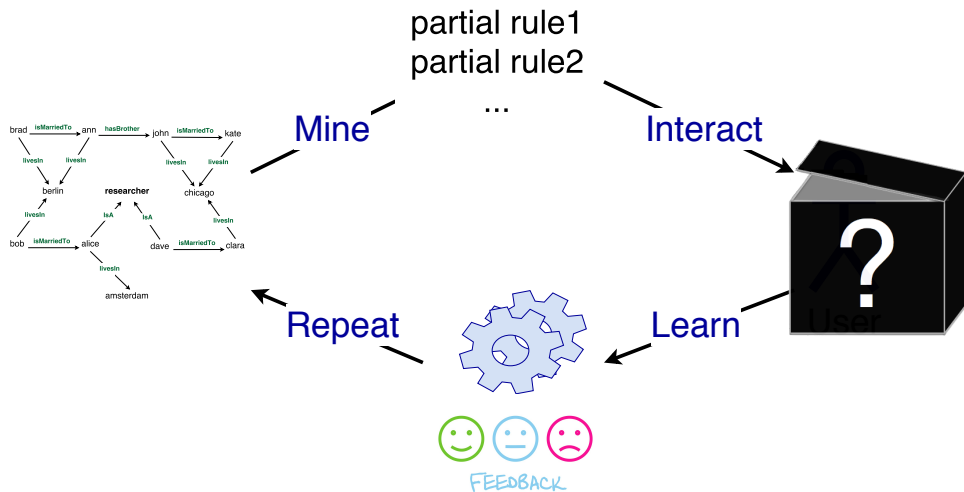 partial rule1
partial rule2
...
Mine
Interact
brad isMarriedTo ann hasBrother john isMarriedTo kate
livesIn livesIn livesIn livesIn
berlin researcher chicago
livesIn IsA IsA livesIn
bob isMarriedTo alice dave isMarriedTo clara
livesIn
amsterdam
?
User
Repeat
Learn
FEEDBACK